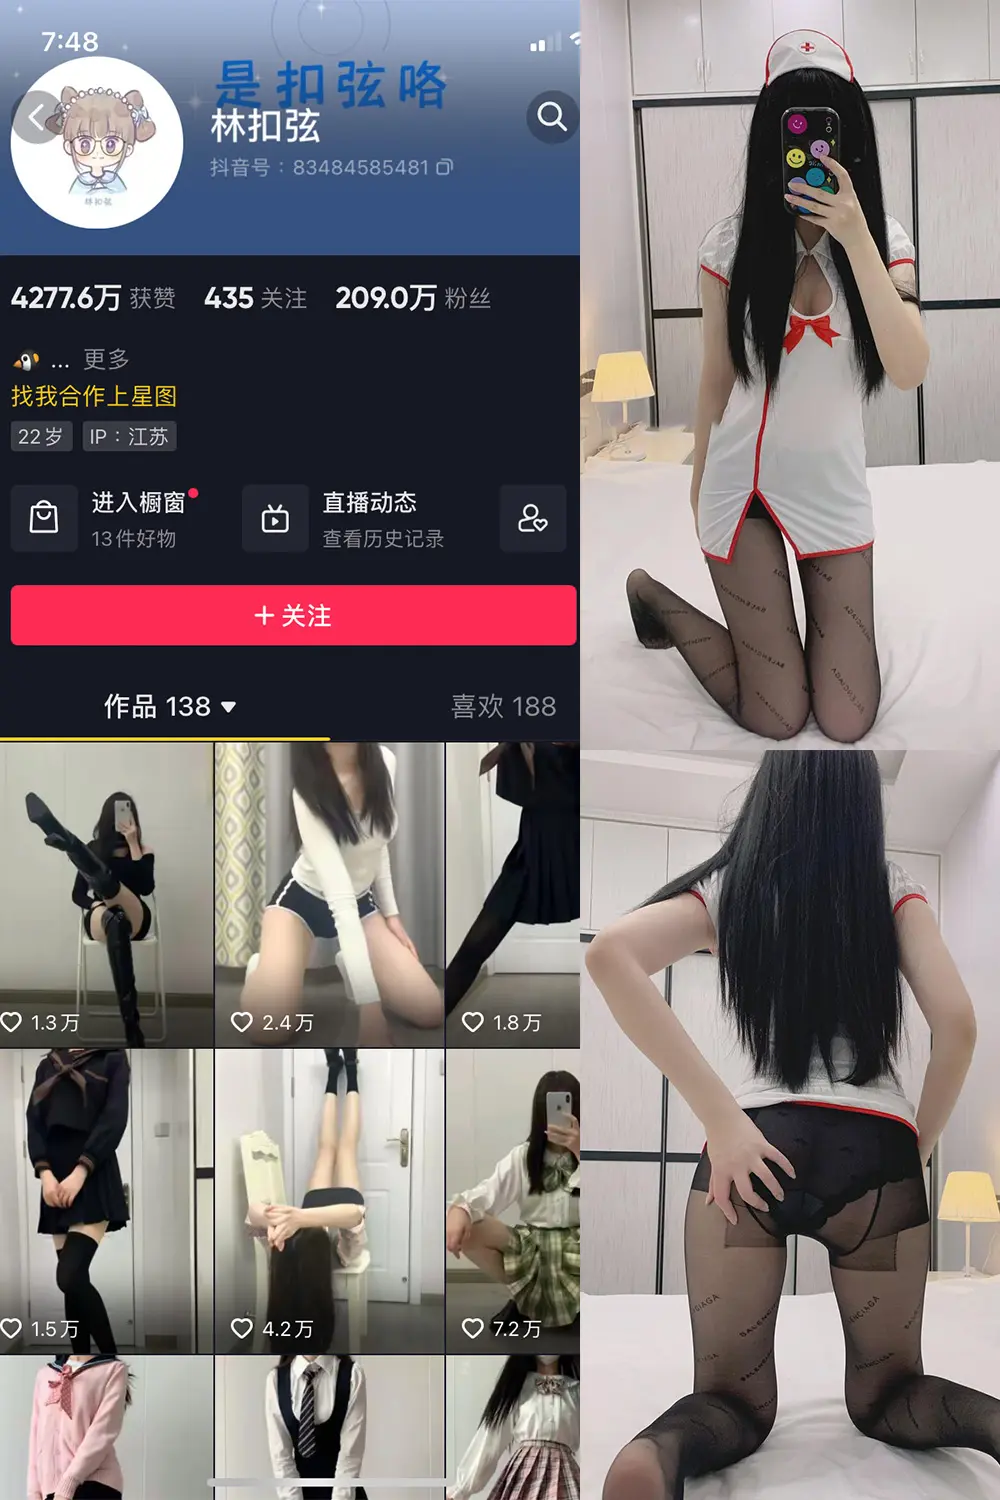 7:48
是扣弦咯
林扣弦
抖音号：83484585481
林扣弦
4277.6万 获赞 435 关注 209.0万 粉丝
... 更多
找我合作上星图
22岁 IP：江苏
进入橱窗 直播动态
13件好物 查看历史记录
+ 关注
作品 138 喜欢 188
1.3万 2.4万 1.8万
1.5万 4.2万 7.2万
BALENCIAGA